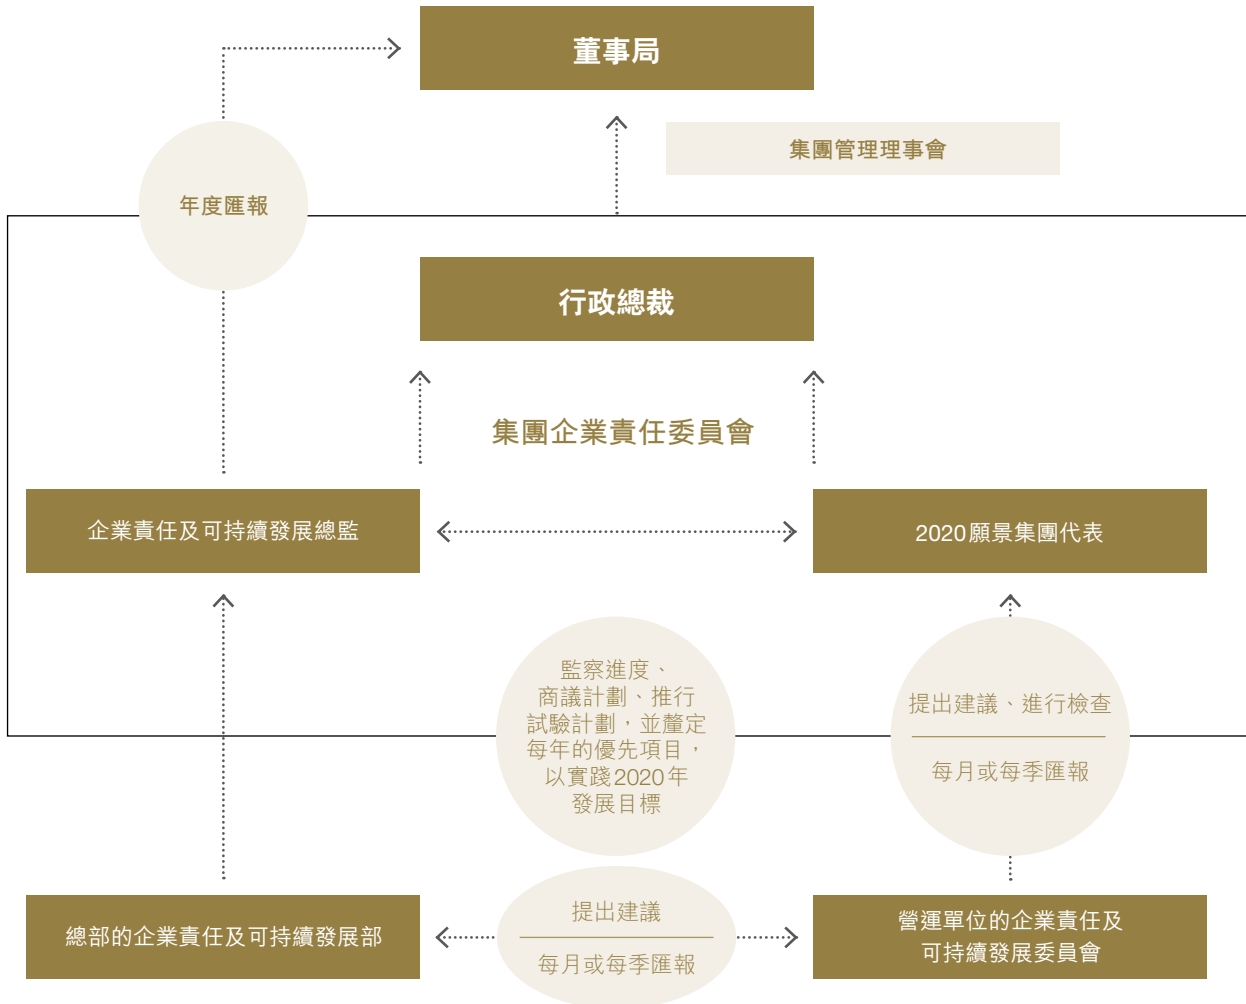 董事局
集團管理理事會
年度匯報
行政總裁
集團企業責任委員會
企業責任及可持續發展總監
2020願景集團代表
監察進度、
商議計劃、推行
試驗計劃，並釐定
每年的優先項目，
以實踐2020年
發展目標
提出建議、進行檢查
每月或每季匯報
總部的企業責任及可持續發展部
提出建議
每月或每季匯報
營運單位的企業責任及
可持續發展委員會